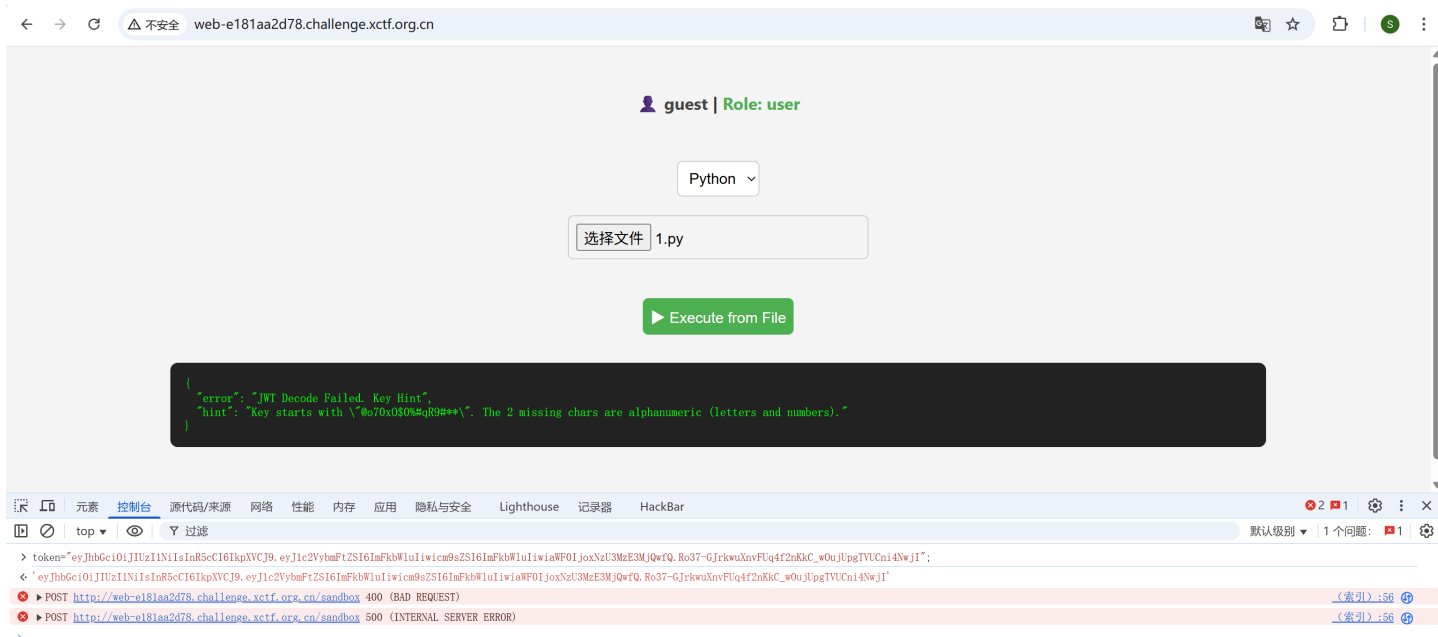 不安全 web-e181aa2d78.challenge.xctf.org.cn S
guest | Role: user
Python
选择文件 1.py
Execute from File
{
"error": "JWT Decode Failed. Key Hint",
"hint": "Key starts with \"@o70xO$0%#qR9#**\". The 2 missing chars are alphanumeric (letters and numbers)."
}
元素 控制台 源代码/来源 网络 性能 内存 应用 隐私与安全 Lighthouse 记录器 HackBar 2 1
top 过滤 默认级别 1 个问题: 1
token="eyJhbGciOiJIUzI1NiIsInR5cCI6IkpXVCJ9.eyJ1c2VybmFtZSI6ImFkbWluIiwicm9sZSI6ImFkbWluIiwiaWF0IjoxNzU3MzE3MjQwfQ.Ro37-GJrkwuXnvFUq4f2nKkC_wOujUpgTVUCni4NwjI";
'eyJhbGciOiJIUzI1NiIsInR5cCI6IkpXVCJ9.eyJ1c2VybmFtZSI6ImFkbWluIiwicm9sZSI6ImFkbWluIiwiaWF0IjoxNzU3MzE3MjQwfQ.Ro37-GJrkwuXnvFUq4f2nKkC_wOujUpgTVUCni4NwjI'
POST http://web-e181aa2d78.challenge.xctf.org.cn/sandbox 400 (BAD REQUEST) （索引）:56
POST http://web-e181aa2d78.challenge.xctf.org.cn/sandbox 500 (INTERNAL SERVER ERROR) （索引）:56